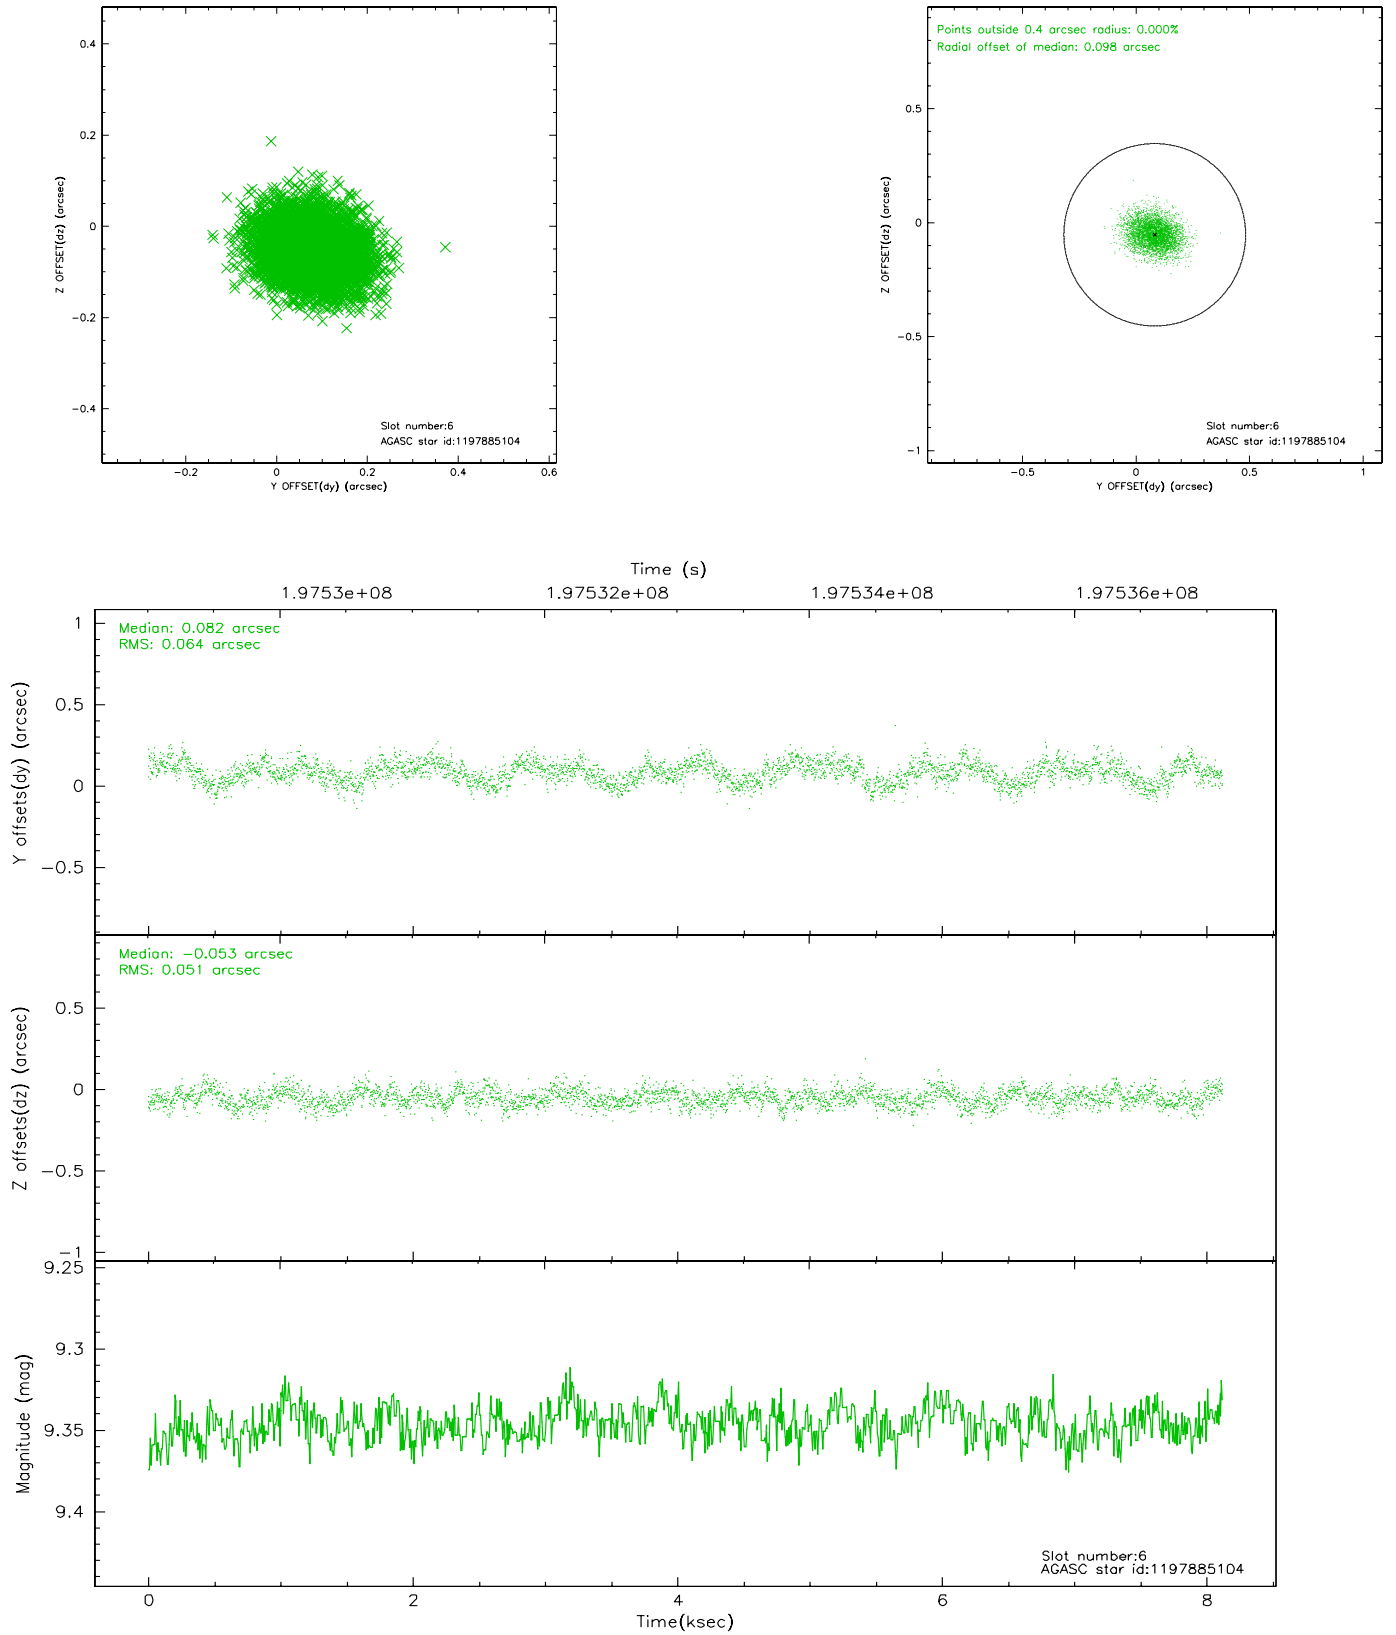 0.4
0.2
0
−0.2
−0.4
Z OFFSET(dz) (arcsec)
Slot number:6
AGASC star id:1197885104
−0.2 0 0.2 0.4 0.6
Y OFFSET(dy) (arcsec)
Points outside 0.4 arcsec radius: 0.000%
Radial offset of median: 0.098 arcsec
0.5
0
−0.5
−1
Z OFFSET(dz) (arcsec)
Slot number:6
AGASC star id:1197885104
−0.5 0 0.5 1
Y OFFSET(dy) (arcsec)
Time (s)
1.9753e+08 1.97532e+08 1.97534e+08 1.97536e+08
Median: 0.082 arcsec
RMS: 0.064 arcsec
1
0.5
0
−0.5
Y offsets(dy) (arcsec)
Median: −0.053 arcsec
RMS: 0.051 arcsec
0.5
0
−0.5
−1
Z offsets(dz) (arcsec)
9.25
9.3
9.35
9.4
Magnitude (mag)
Slot number:6
AGASC star id:1197885104
0 2 4 6 8
Time(ksec)